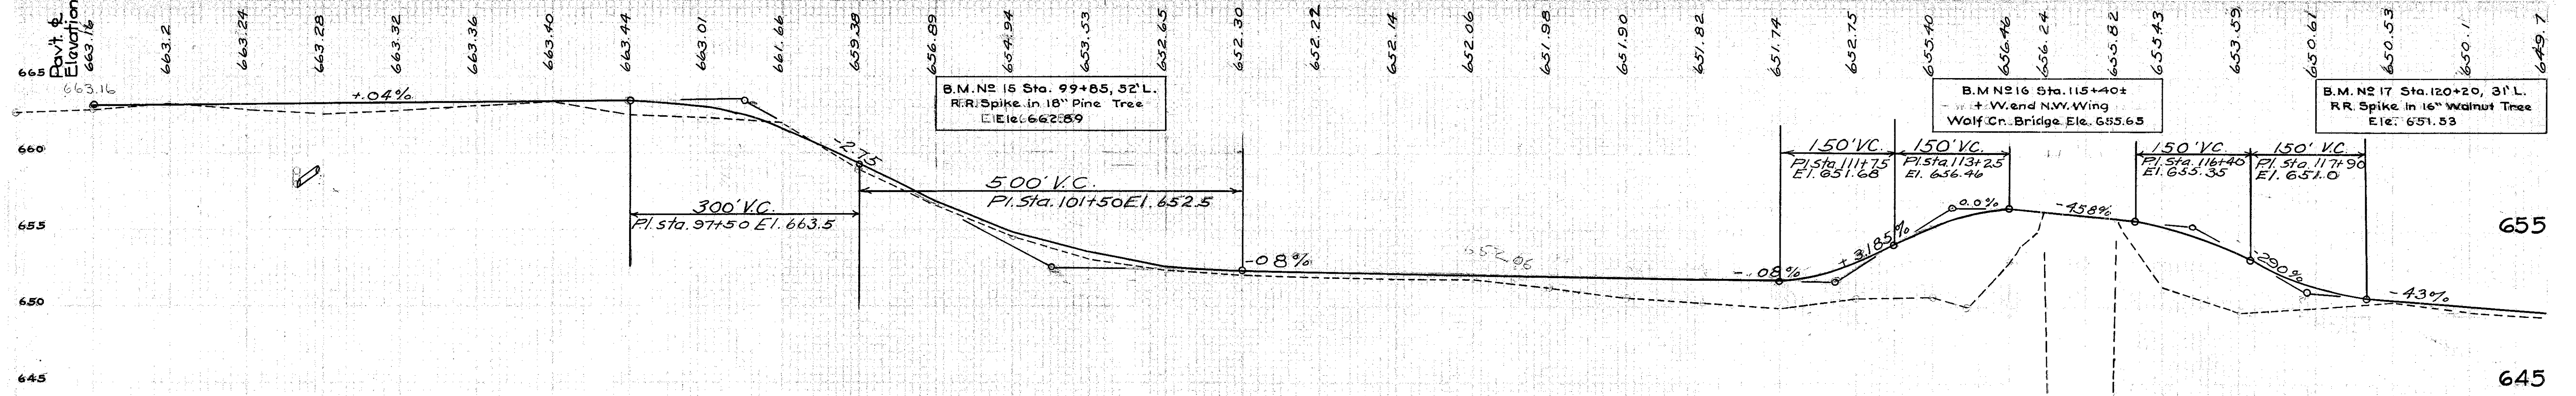 Pav't. ₵
Elevation
663.16
663.2
663.24
663.28
663.32
663.36
663.40
663.44
663.01
661.66
659.38
656.89
654.94
653.53
652.65
652.30
652.22
652.14
652.06
651.98
651.90
651.82
651.74
652.75
655.40
656.46
656.24
655.82
655.43
653.59
650.61
650.53
650.1
649.7
665
663.16
+.04%
-2.75
B.M. Nº 15 Sta. 99+85, 52' L.
R.R. Spike in 18" Pine Tree
Ele. 662.89
B.M Nº 16 Sta. 115+40±
+ W. end N.W. Wing
Wolf Cr. Bridge Ele. 655.65
B.M. Nº 17 Sta. 120+20, 31' L.
RR. Spike in 16" Walnut Tree
Ele. 651.53
660
300' V.C.
P.I. sta. 97+50 El. 663.5
500' V.C.
P.I. Sta. 101+50 El. 652.5
150' V.C.
P.I. Sta. 111+75
El. 651.68
150' V.C.
P.I. sta. 113+25
El. 656.46
150' V.C.
P.I. Sta. 116+40
El. 655.35
150' V.C.
P.I. sta. 117+90
El. 651.0
655
0.0%
-.458%
655
-.08%
652.06
-.08%
+3.185%
-2.90%
-.43%
650
645
645